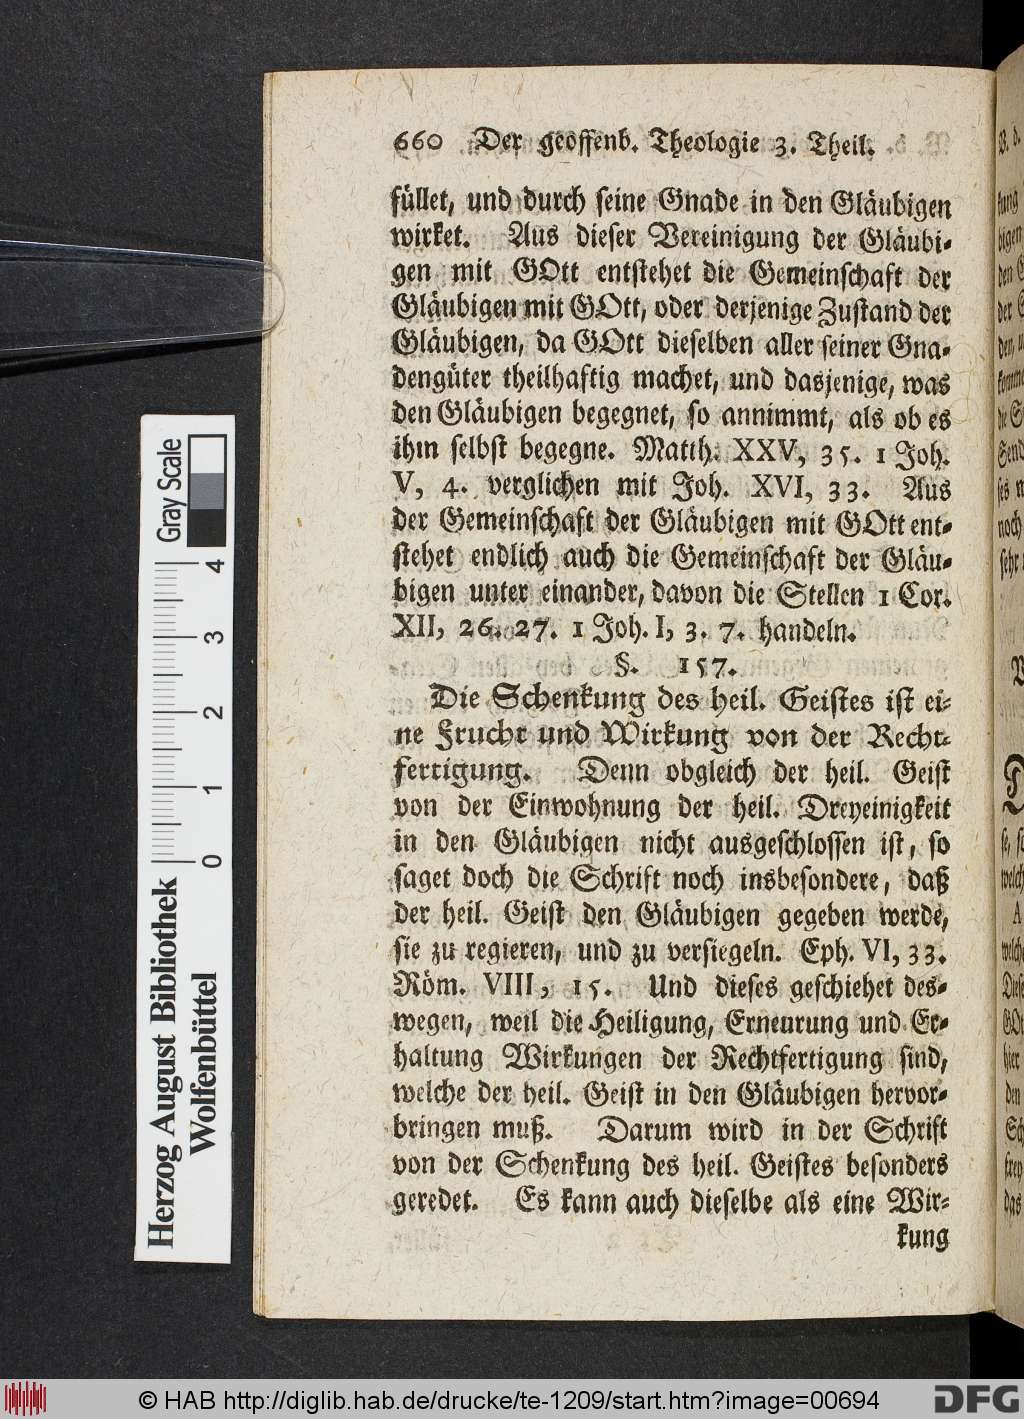 660 Der geoffenb. Theologie 3. Theil.
füllet, und durch seine Gnade in den Gläubigen
wirket. Aus dieser Vereinigung der Gläubi-
gen mit GOtt entstehet die Gemeinschaft der
Gläubigen mit GOtt, oder derjenige Zustand der
Gläubigen, da GOtt dieselben aller seiner Gna-
dengüter theilhaftig machet, und dasjenige, was
den Gläubigen begegnet, so annimmt, als ob es
ihm selbst begegne. Matth. XXV, 35. 1 Joh.
V, 4. verglichen mit Joh. XVI, 33. Aus
der Gemeinschaft der Gläubigen mit GOtt ent-
stehet endlich auch die Gemeinschaft der Gläu-
bigen unter einander, davon die Stellen 1 Cor.
XII, 26. 27. 1 Joh. I, 3. 7. handeln.
§. 157.
Die Schenkung des heil. Geistes ist ei-
ne Frucht und Wirkung von der Recht-
fertigung. Denn obgleich der heil. Geist
von der Einwohnung der heil. Dreyeinigkeit
in den Gläubigen nicht ausgeschlossen ist, so
saget doch die Schrift noch insbesondere, daß
der heil. Geist den Gläubigen gegeben werde,
sie zu regieren, und zu versiegeln. Eph. VI, 33.
Röm. VIII, 15. Und dieses geschiehet des-
wegen, weil die Heiligung, Erneurung und Er-
haltung Wirkungen der Rechtfertigung sind,
welche der heil. Geist in den Gläubigen hervor-
bringen muß. Darum wird in der Schrift
von der Schenkung des heil. Geistes besonders
geredet. Es kann auch dieselbe als eine Wir-
kung
Gray Scale
4
3
2
1
0
Herzog August Bibliothek
Wolfenbüttel
© HAB http://diglib.hab.de/drucke/te-1209/start.htm?image=00694
DFG